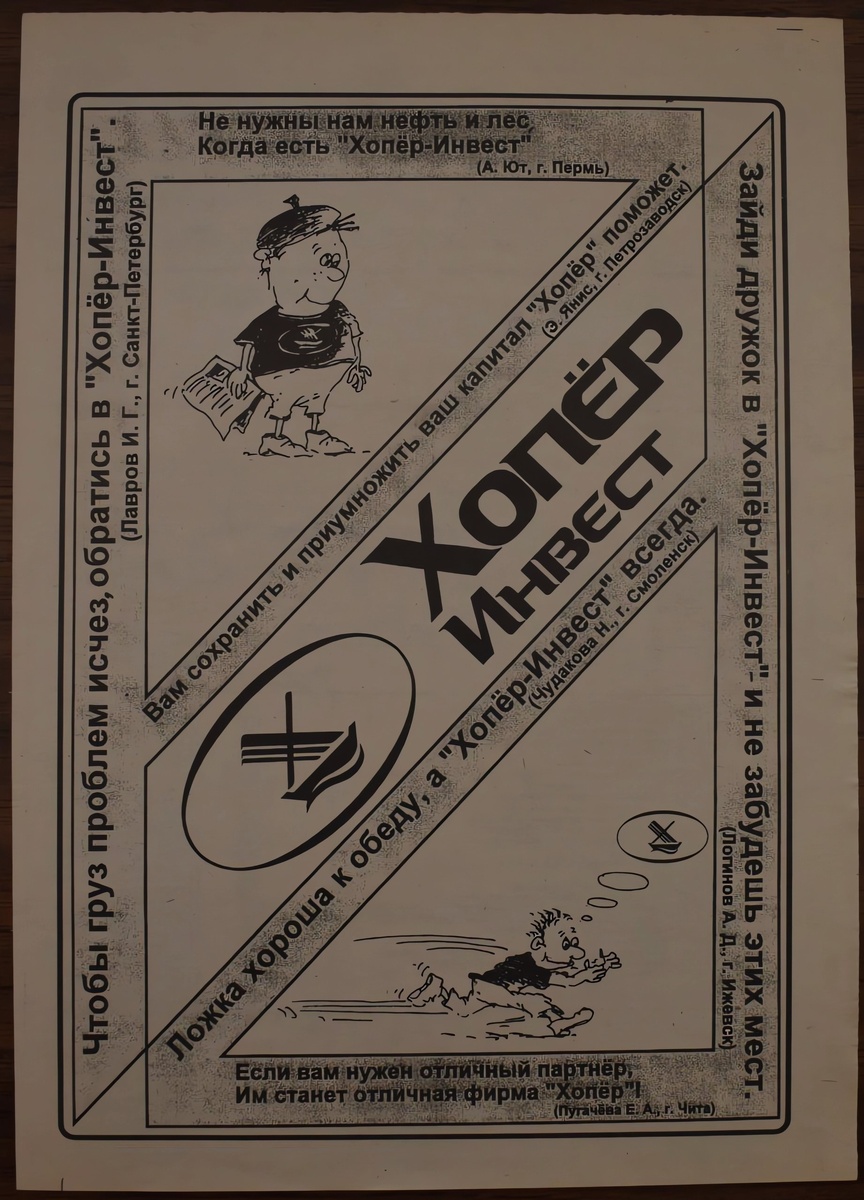 Не нужны нам нефть и лес,
Когда есть "Хопёр-Инвест"
(А. Ют, г. Пермь)
Чтобы груз проблем исчез, обратись в "Хопёр-Инвест".
(Лавров И. Г., г. Санкт-Петербург)
Вам сохранить и приумножить ваш капитал "Хопёр" поможет.
(Э. Янис, г. Петрозаводск)
ХОПЁР
ИНВЕСТ
Ложка хороша к обеду, а "Хопёр-Инвест" всегда.
(Чудакова Н., г. Смоленск)
Зайди дружок в "Хопёр-Инвест"- и не забудешь этих мест.
(Логинов А. Д., г. Ижевск)
Если вам нужен отличный партнёр,
Им станет отличная фирма "Хопёр"!
(Пугачёва Е. А., г. Чита)